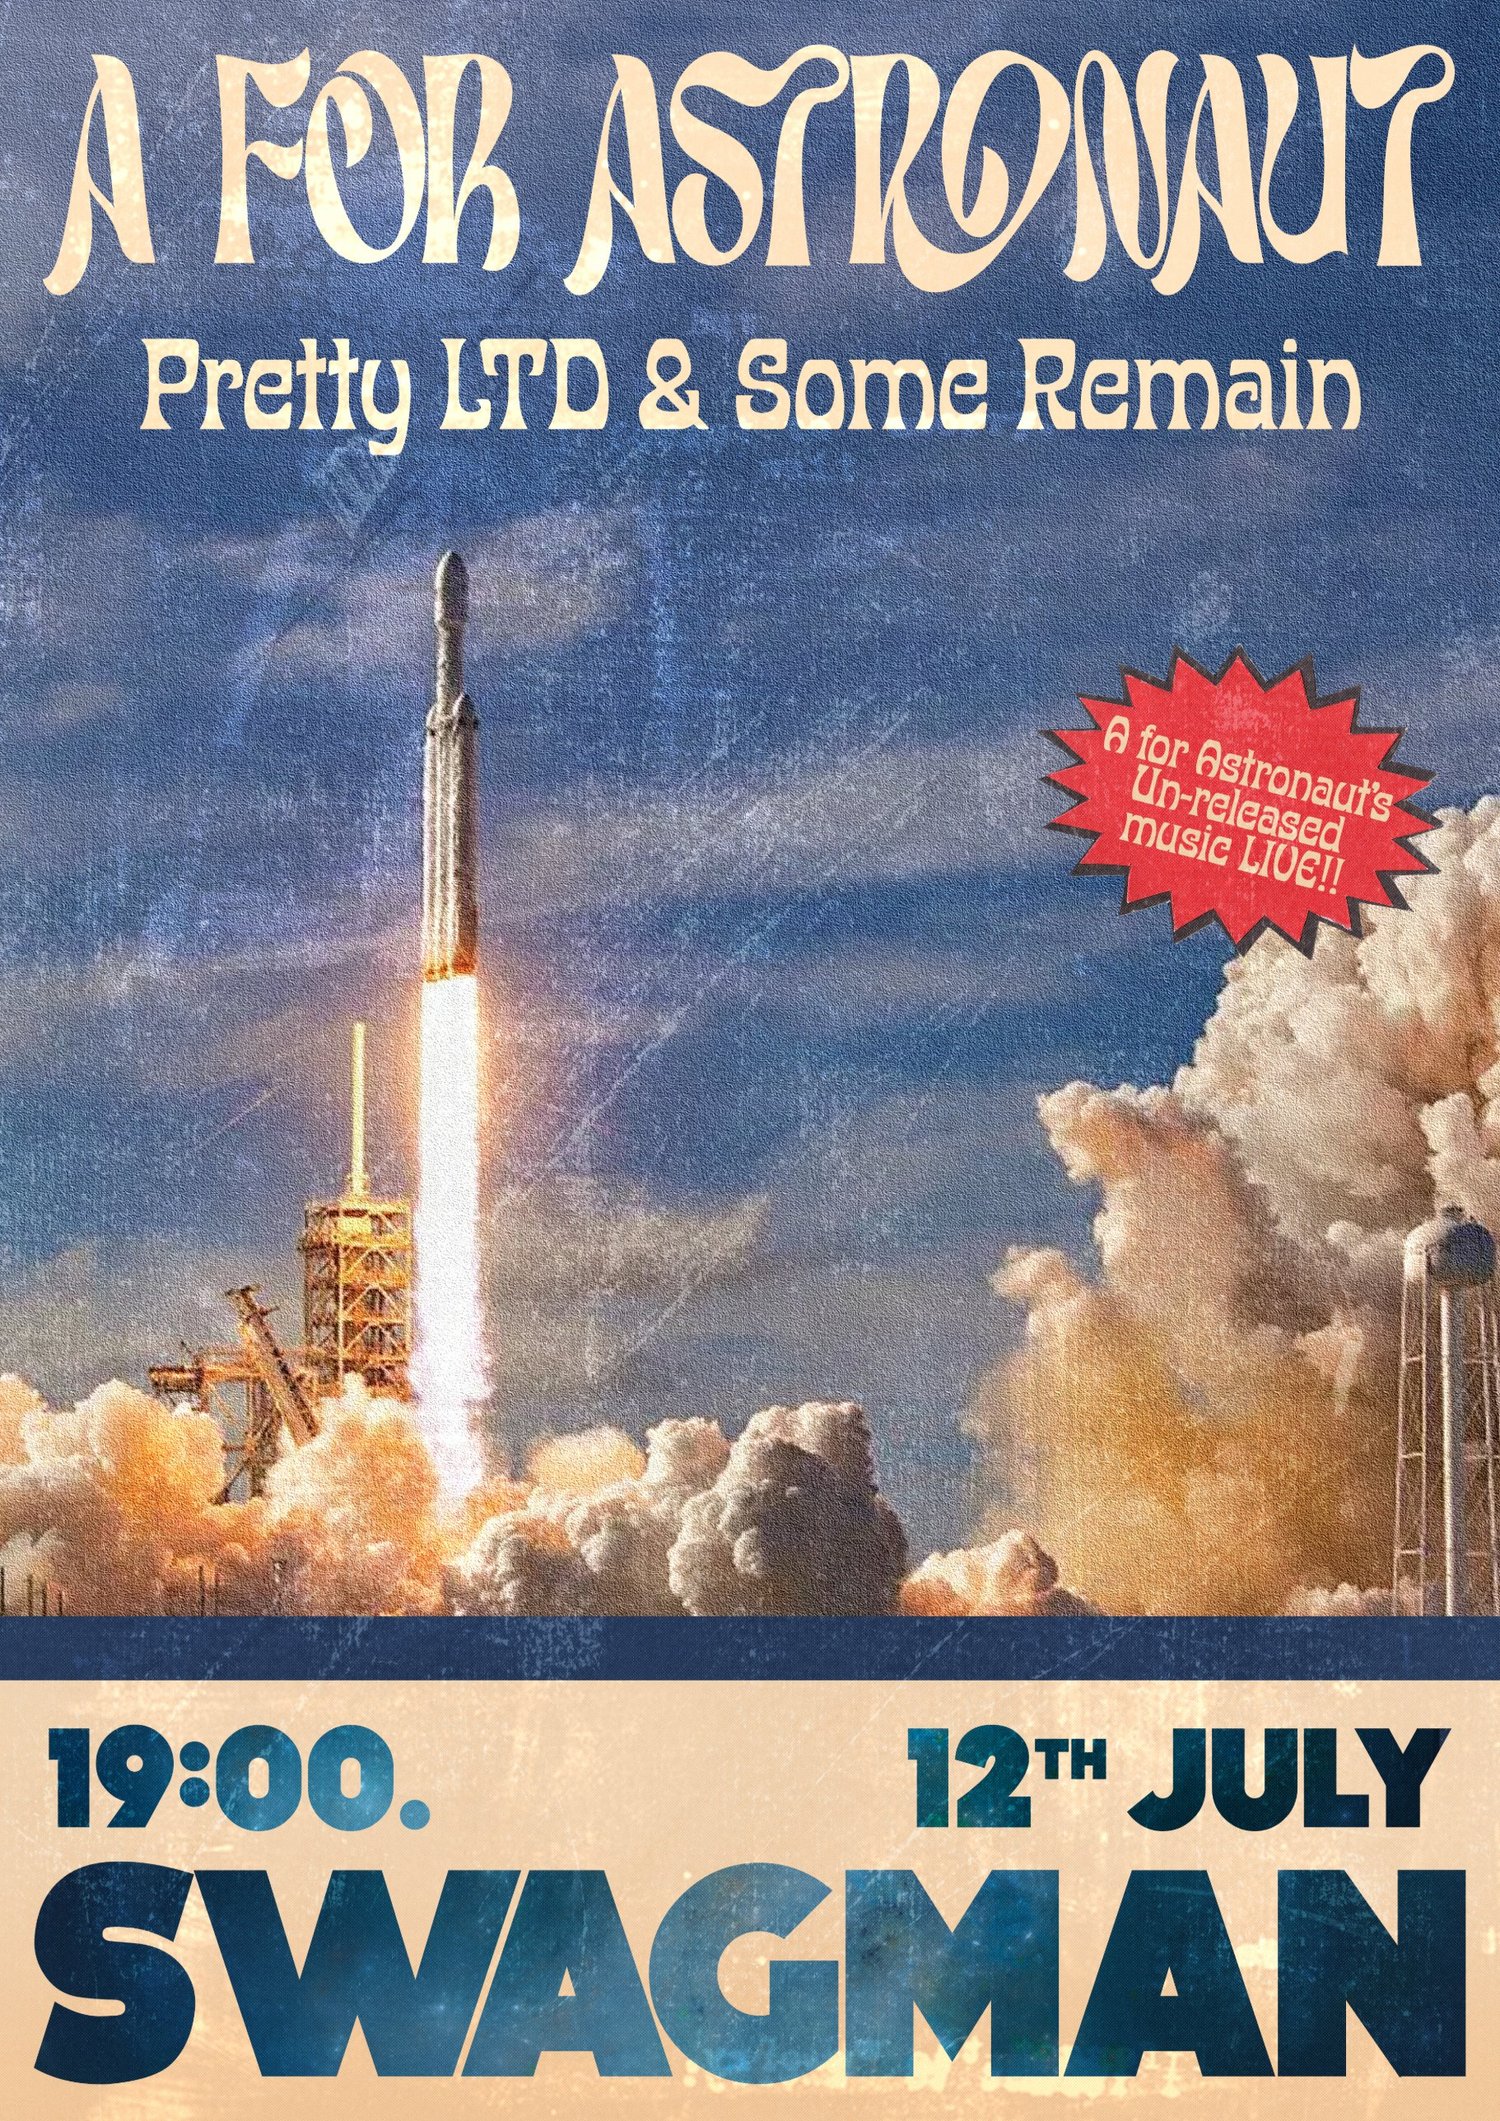 A FOR ASTRONAUT
Pretty LTD & Some Remain
A for Astronaut's
Un-released
music LIVE!!
19:00. 12TH JULY
SWAGMAN